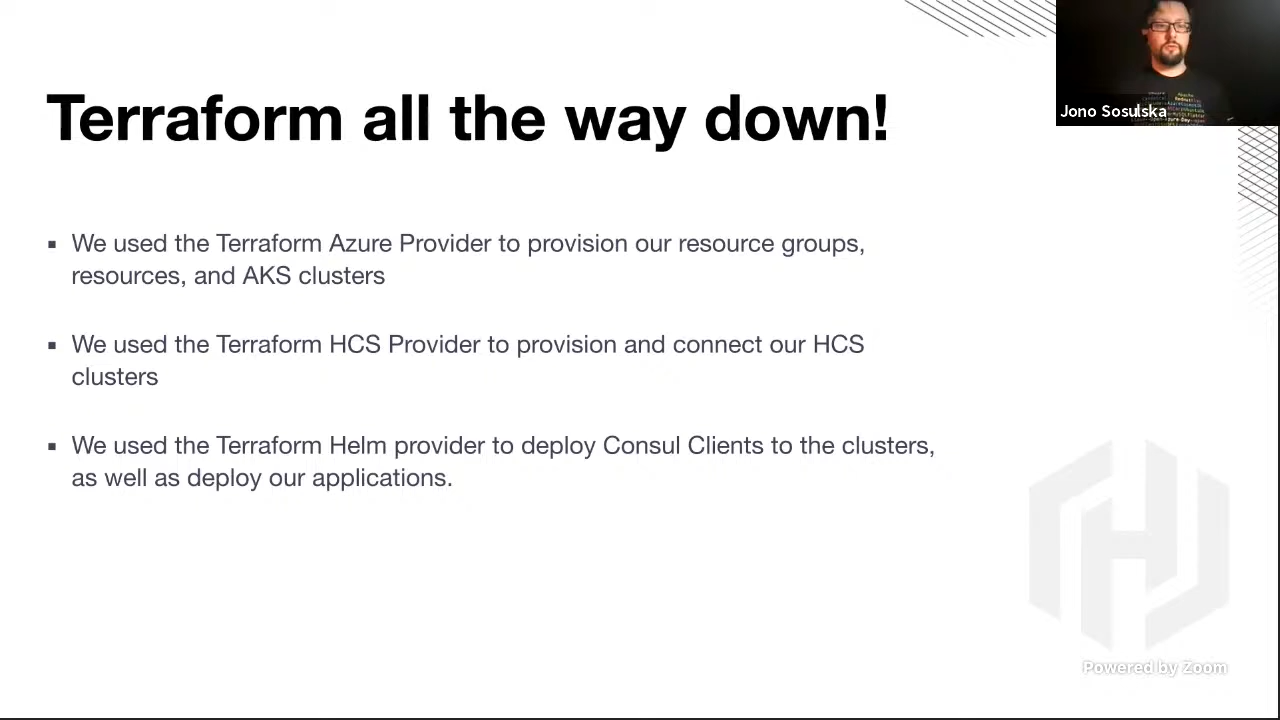 Terraform all the way down!
Jono Sosulska
▪ We used the Terraform Azure Provider to provision our resource groups,
resources, and AKS clusters
▪ We used the Terraform HCS Provider to provision and connect our HCS
clusters
▪ We used the Terraform Helm provider to deploy Consul Clients to the clusters,
as well as deploy our applications.
Powered by Zoom